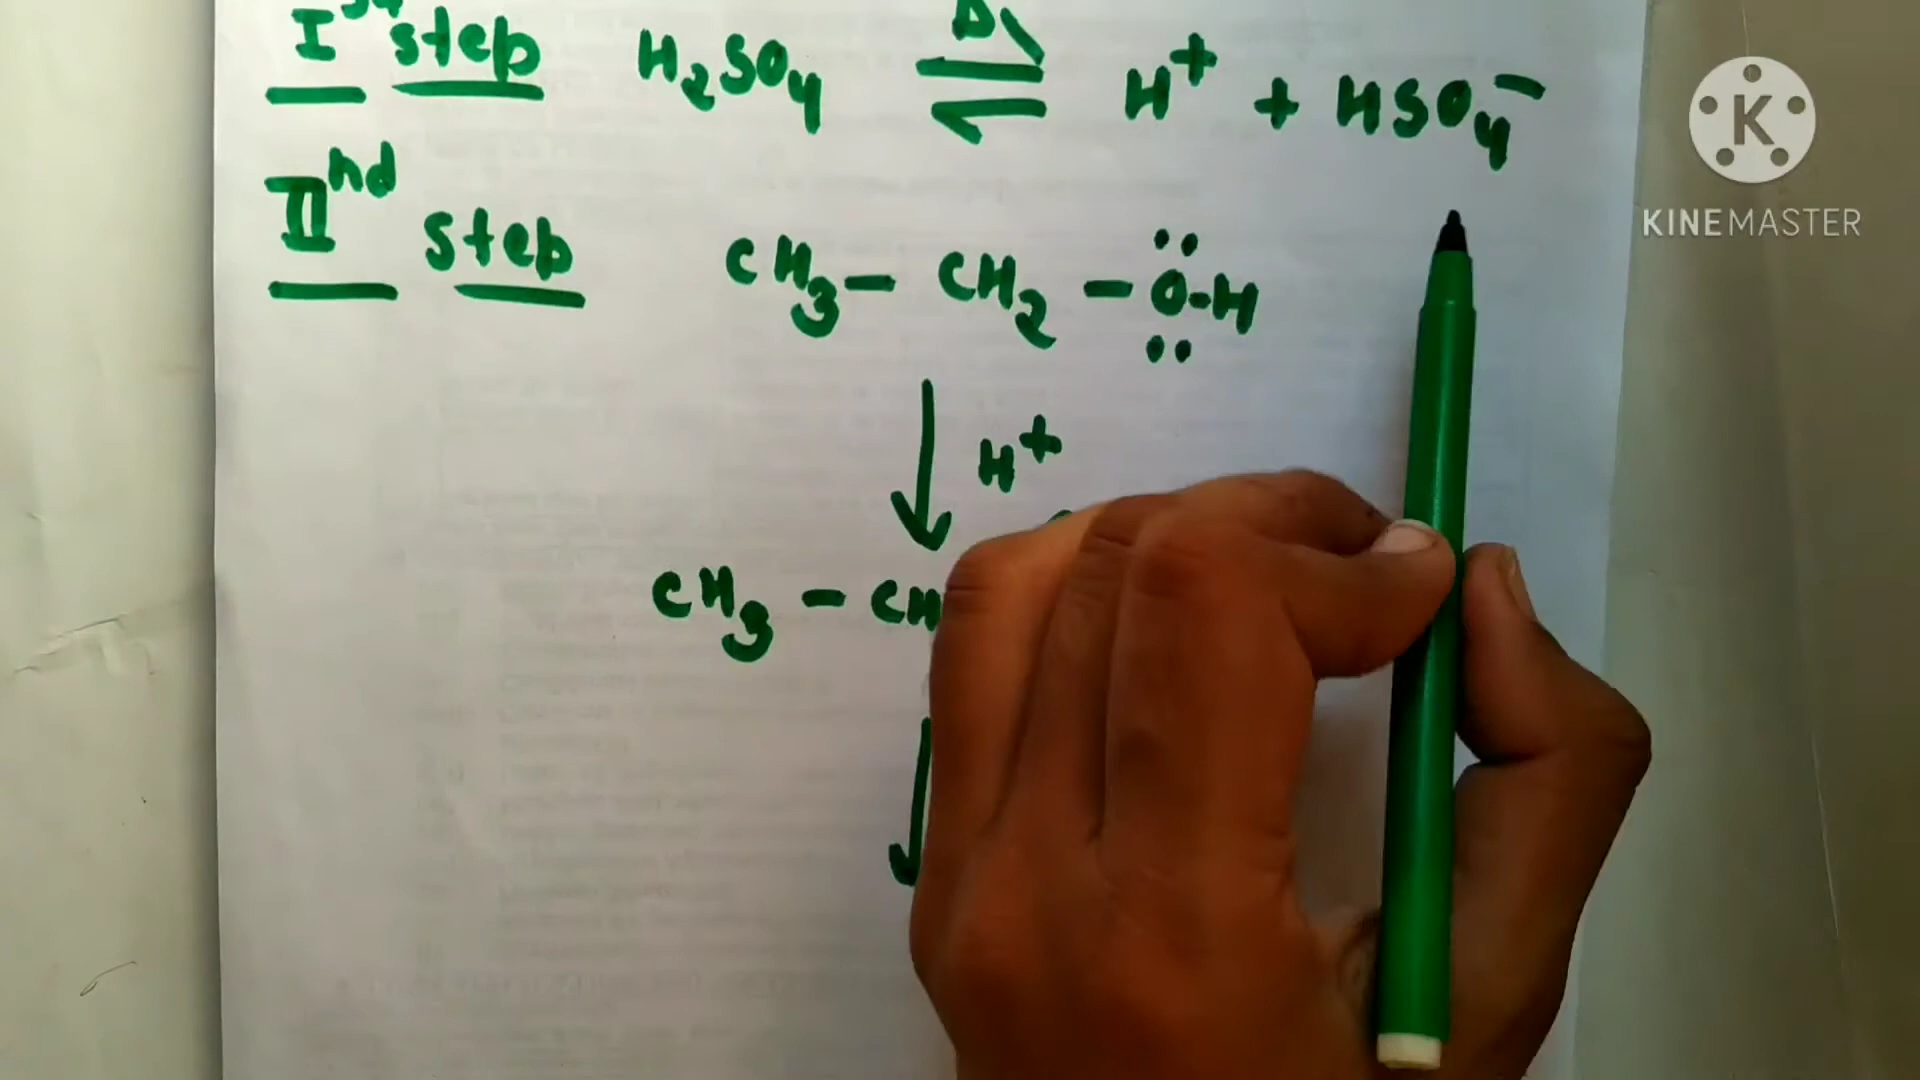 Ist step H₂SO₄ Δ ⇌ H⁺ + HSO₄⁻
K
KINEMASTER
IInd step CH₃ – CH₂ – Ö-H
↓ H⁺
CH₃ – CH
↓